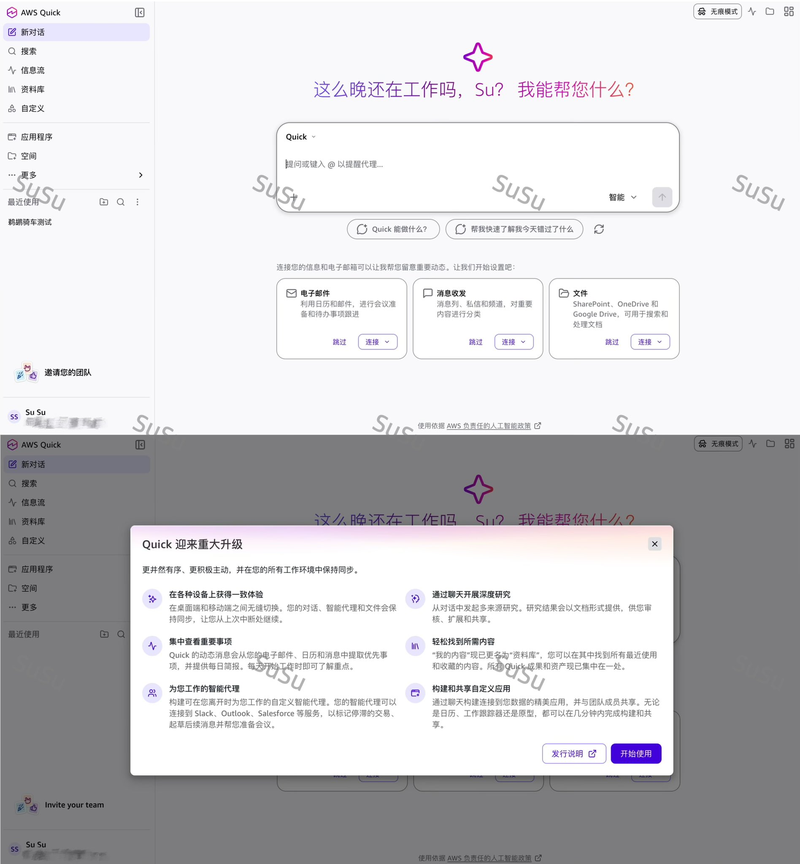 AWS Quick
无痕模式
新对话
搜索
信息流
资料库
自定义
应用程序
空间
更多
最近使用
鹈鹕骑车测试
邀请您的团队
SS
Su Su
这么晚还在工作吗，Su？ 我能帮您什么？
Quick
提问或键入 @ 以提醒代理...
智能
Quick 能做什么？
帮我快速了解我今天错过了什么
连接您的信息和电子邮箱可以让我帮您留意重要动态。让我们开始设置吧：
电子邮件
利用日历和邮件，进行会议准
备和待办事项跟进
跳过
连接
消息收发
消息列、私信和频道，对重要
内容进行分类
跳过
连接
文件
SharePoint、OneDrive 和
Google Drive，可用于搜索和
处理文档
跳过
连接
使用依据 AWS 负责任的人工智能政策
SuSu
SuSu
SuSu
SuSu
SuSu
SuSu
SuSu
AWS Quick
无痕模式
新对话
搜索
信息流
资料库
自定义
应用程序
空间
更多
最近使用
Invite your team
SS
Su Su
这么晚还在工作吗，Su？ 我能帮您什么？
Quick 迎来重大升级
更井然有序、更积极主动，并在您的所有工作环境中保持同步。
在各种设备上获得一致体验
在桌面端和移动端之间无缝切换。您的对话、智能代理和文件会保
持同步，让您从上次中断处继续。
通过聊天开展深度研究
从对话中发起多来源研究。研究结果会以文档形式提供，供您审
核、扩展和共享。
集中查看重要事项
Quick 的动态消息会从您的电子邮件、日历和消息中提取优先事
项，并提供每日简报。每天开始工作时即可了解重点。
轻松找到所需内容
“我的内容”现已更名为“资料库”，您可以在其中找到所有最近使用
和收藏的内容。所有 Quick 成果和资产现已集中在一处。
为您工作的智能代理
构建可在您离开时为您工作的自定义智能代理。您的智能代理可以
连接到 Slack、Outlook、Salesforce 等服务，以标记停滞的交易、
起草后续消息并帮您准备会议。
构建和共享自定义应用
通过聊天构建连接到您数据的精美应用，并与团队成员共享。无论
是日历、工作跟踪器还是原型，都可以在几分钟内完成构建和共
享。
发行说明
开始使用
使用依据 AWS 负责任的人工智能政策
SuSu
SuSu